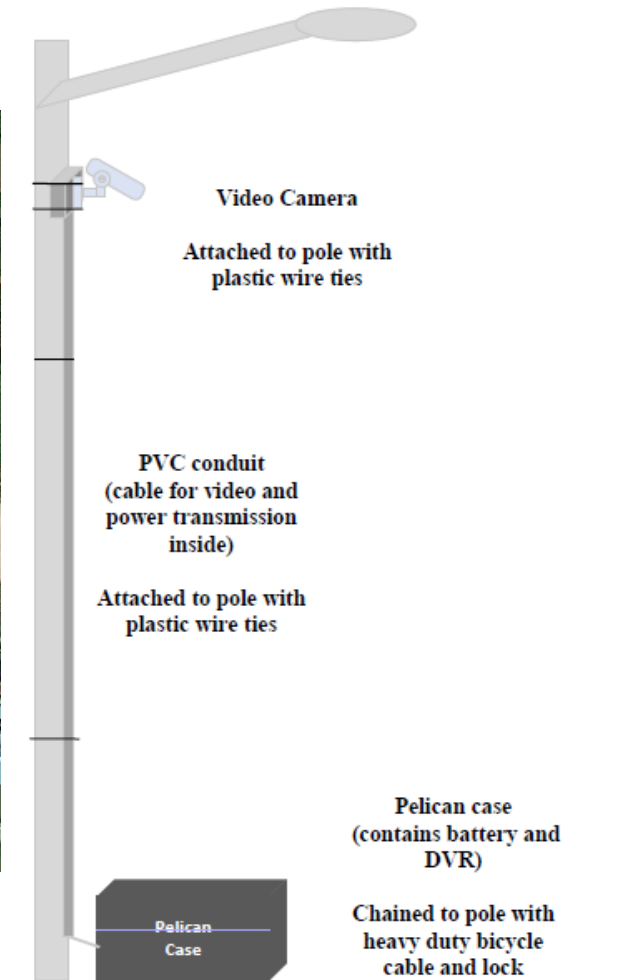 Video Camera
Attached to pole with
plastic wire ties
PVC conduit
(cable for video and
power transmission
inside)
Attached to pole with
plastic wire ties
Pelican case
(contains battery and
DVR)
Chained to pole with
heavy duty bicycle
cable and lock
Pelican
Case